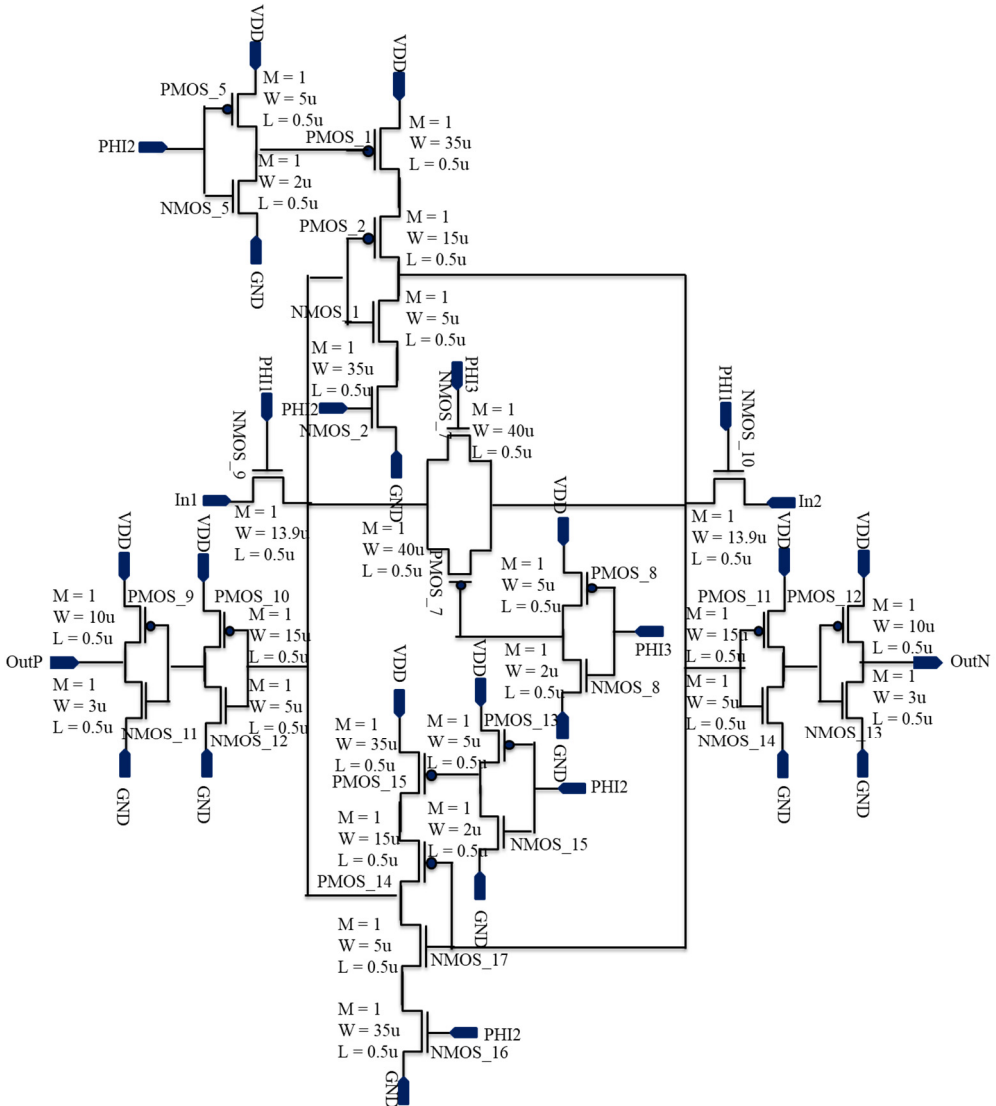 VDD
VDD
PMOS_5
M = 1
W = 5u
L = 0.5u
PHI2
PMOS_1
M = 1
W = 35u
L = 0.5u
M = 1
W = 2u
L = 0.5u
NMOS_5
GND
PMOS_2
M = 1
W = 15u
L = 0.5u
NMOS_1
M = 1
W = 5u
L = 0.5u
M = 1
W = 35u
L = 0.5u
PHI2
NMOS_2
GND
PHI1
NMOS_9
In1
M = 1
W = 13.9u
L = 0.5u
PHI3
NMOS_7
M = 1
W = 40u
L = 0.5u
M = 1
W = 40u
L = 0.5u
PMOS_7
PHI1
NMOS_10
In2
M = 1
W = 13.9u
L = 0.5u
VDD
M = 1
W = 5u
L = 0.5u
PMOS_8
PHI3
M = 1
W = 2u
L = 0.5u
NMOS_8
GND
VDD
VDD
M = 1
W = 10u
L = 0.5u
PMOS_9
PMOS_10
M = 1
W = 15u
L = 0.5u
OutP
M = 1
W = 3u
L = 0.5u
NMOS_11
M = 1
W = 5u
L = 0.5u
NMOS_12
GND
GND
VDD
VDD
PMOS_11
PMOS_12
M = 1
W = 15u
L = 0.5u
M = 1
W = 10u
L = 0.5u
OutN
M = 1
W = 5u
L = 0.5u
NMOS_14
M = 1
W = 3u
L = 0.5u
NMOS_13
GND
GND
VDD
VDD
M = 1
W = 35u
L = 0.5u
PMOS_15
M = 1
W = 5u
L = 0.5u
PMOS_13
PHI2
M = 1
W = 2u
L = 0.5u
NMOS_15
GND
M = 1
W = 15u
L = 0.5u
PMOS_14
M = 1
W = 5u
L = 0.5u
NMOS_17
M = 1
W = 35u
L = 0.5u
PHI2
NMOS_16
GND